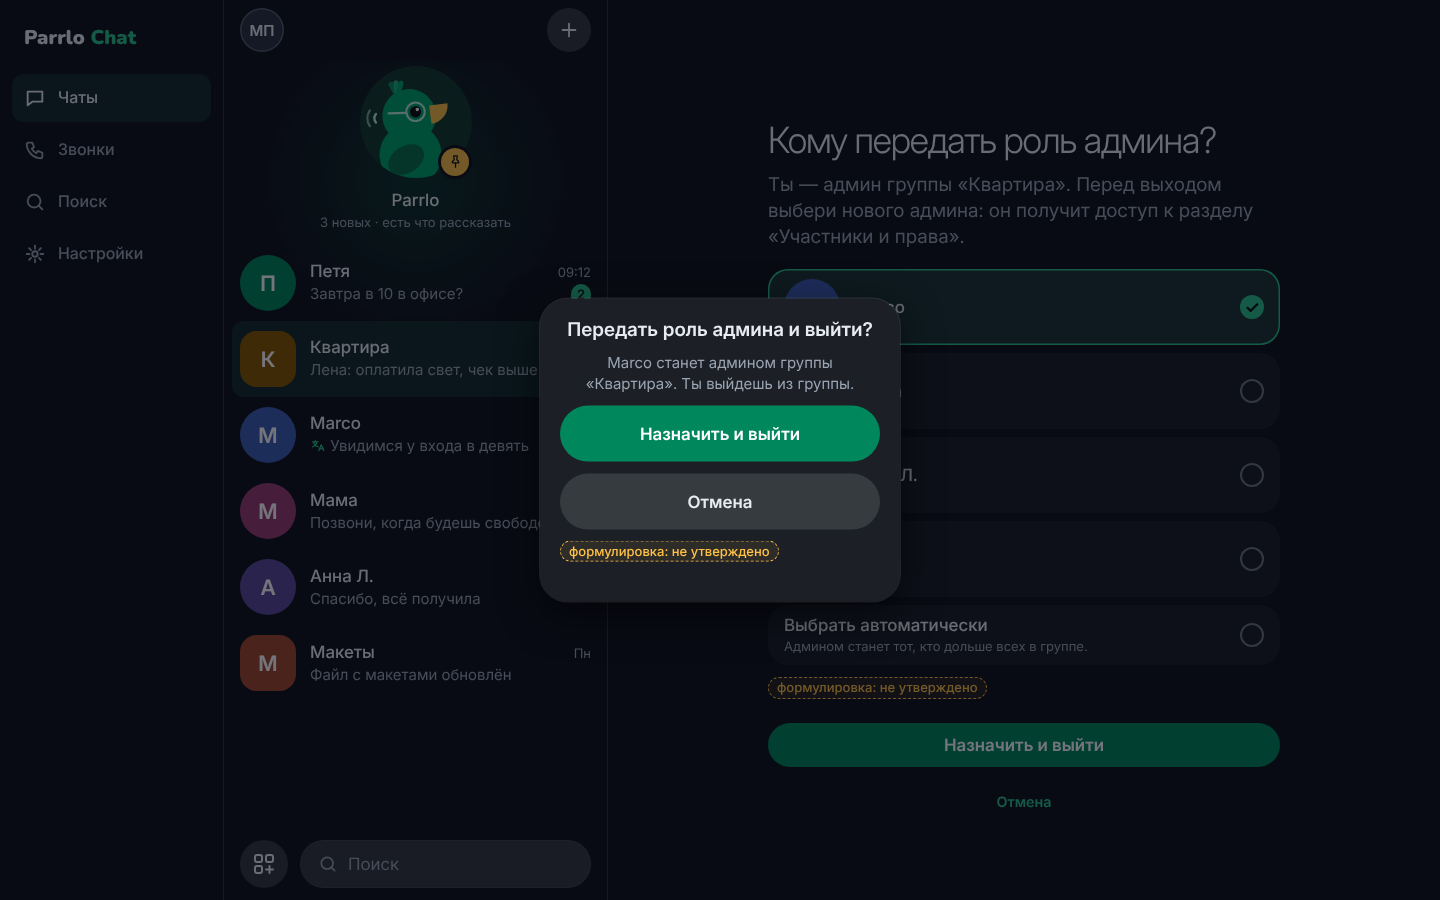 Parrlo Chat
Чаты
Звонки
Поиск
Настройки
МП
Parrlo
3 новых · есть что рассказать
П
Петя
09:12
Завтра в 10 в офисе?
2
К
Квартира
Лена: оплатила свет, чек выше
M
Marco
Увидимся у входа в девять
М
Мама
Позвони, когда будешь свобод
А
Анна Л.
Спасибо, всё получила
М
Макеты
Пн
Файл с макетами обновлён
Поиск
Кому передать роль админа?
Ты — админ группы «Квартира». Перед выходом
выбери нового админа: он получит доступ к разделу
«Участники и права».
Л.
Выбрать автоматически
Админом станет тот, кто дольше всех в группе.
формулировка: не утверждено
Назначить и выйти
Отмена
Передать роль админа и выйти?
Marco станет админом группы
«Квартира». Ты выйдешь из группы.
Назначить и выйти
Отмена
формулировка: не утверждено